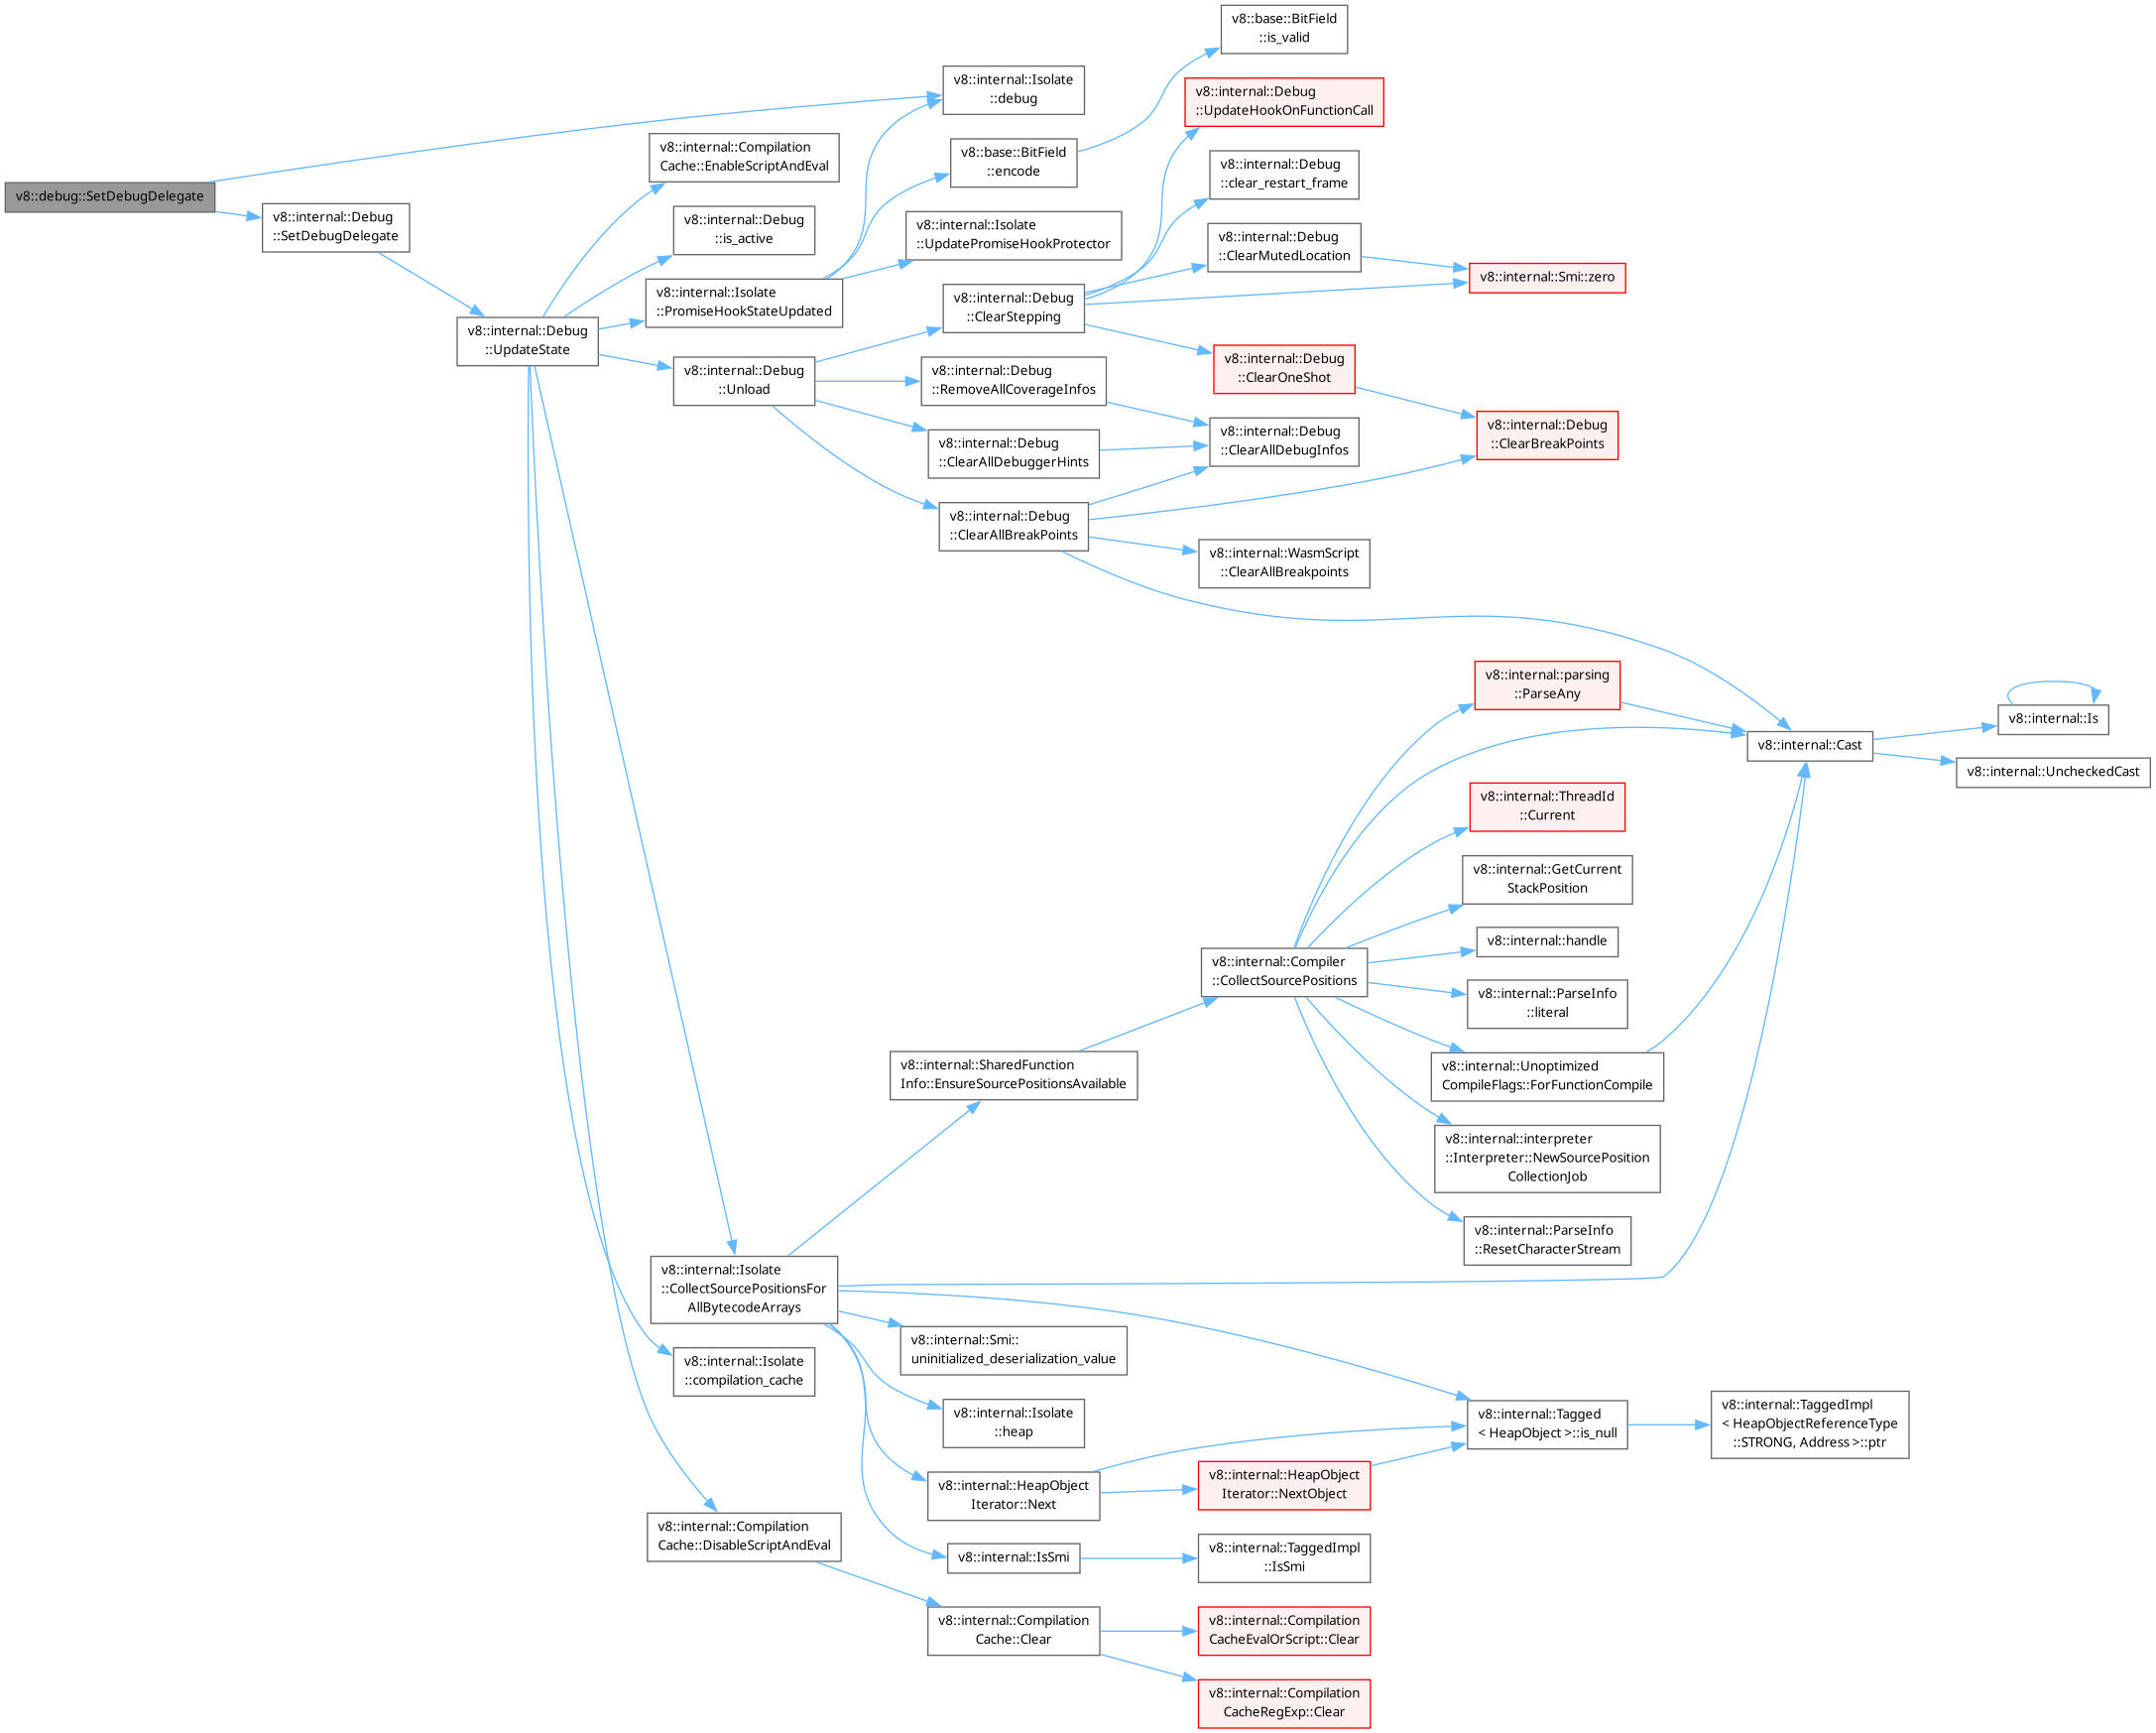 v8::debug::SetDebugDelegate
v8::internal::Debug
::SetDebugDelegate
v8::internal::Debug
::UpdateState
v8::internal::Compilation
Cache::EnableScriptAndEval
v8::internal::Debug
::is_active
v8::internal::Isolate
::PromiseHookStateUpdated
v8::internal::Debug
::Unload
v8::internal::Isolate
::CollectSourcePositionsFor
AllBytecodeArrays
v8::internal::Isolate
::compilation_cache
v8::internal::Compilation
Cache::DisableScriptAndEval
v8::internal::Isolate
::debug
v8::base::BitField
::encode
v8::internal::Isolate
::UpdatePromiseHookProtector
v8::internal::Debug
::ClearStepping
v8::internal::Debug
::RemoveAllCoverageInfos
v8::internal::Debug
::ClearAllDebuggerHints
v8::internal::Debug
::ClearAllBreakPoints
v8::internal::SharedFunction
Info::EnsureSourcePositionsAvailable
v8::internal::Smi::
uninitialized_deserialization_value
v8::internal::Isolate
::heap
v8::internal::HeapObject
Iterator::Next
v8::internal::IsSmi
v8::internal::Compilation
Cache::Clear
v8::base::BitField
::is_valid
v8::internal::Debug
::UpdateHookOnFunctionCall
v8::internal::Debug
::clear_restart_frame
v8::internal::Debug
::ClearMutedLocation
v8::internal::Debug
::ClearOneShot
v8::internal::Debug
::ClearAllDebugInfos
v8::internal::WasmScript
::ClearAllBreakpoints
v8::internal::Compiler
::CollectSourcePositions
v8::internal::HeapObject
Iterator::NextObject
v8::internal::TaggedImpl
::IsSmi
v8::internal::Compilation
CacheEvalOrScript::Clear
v8::internal::Compilation
CacheRegExp::Clear
v8::internal::Smi::zero
v8::internal::Debug
::ClearBreakPoints
v8::internal::parsing
::ParseAny
v8::internal::ThreadId
::Current
v8::internal::GetCurrent
StackPosition
v8::internal::handle
v8::internal::ParseInfo
::literal
v8::internal::Unoptimized
CompileFlags::ForFunctionCompile
v8::internal::interpreter
::Interpreter::NewSourcePosition
CollectionJob
v8::internal::ParseInfo
::ResetCharacterStream
v8::internal::Tagged
< HeapObject >::is_null
v8::internal::Cast
v8::internal::TaggedImpl
< HeapObjectReferenceType
::STRONG, Address >::ptr
v8::internal::Is
v8::internal::UncheckedCast